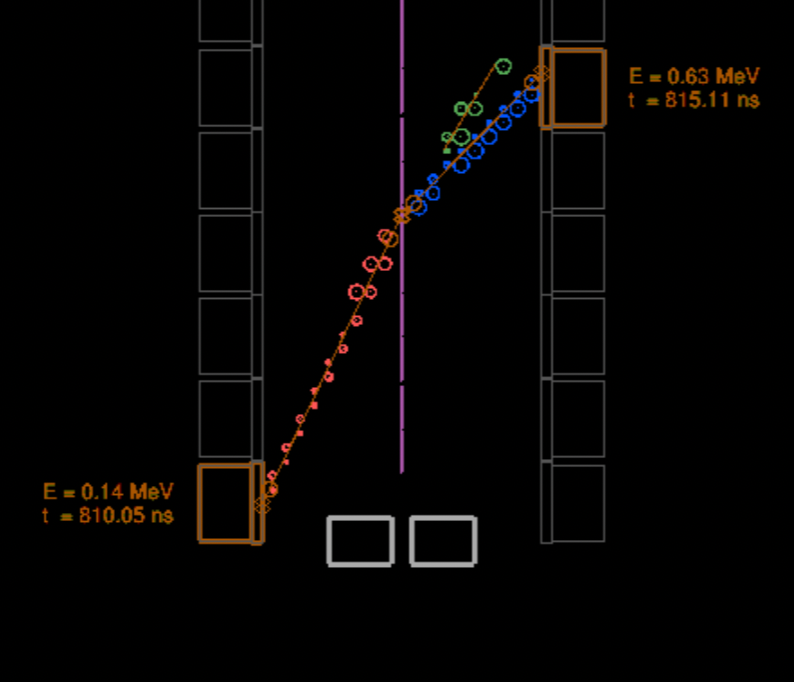 E = 0.63 MeV
t = 815.11 ns
E = 0.14 MeV
t = 810.05 ns